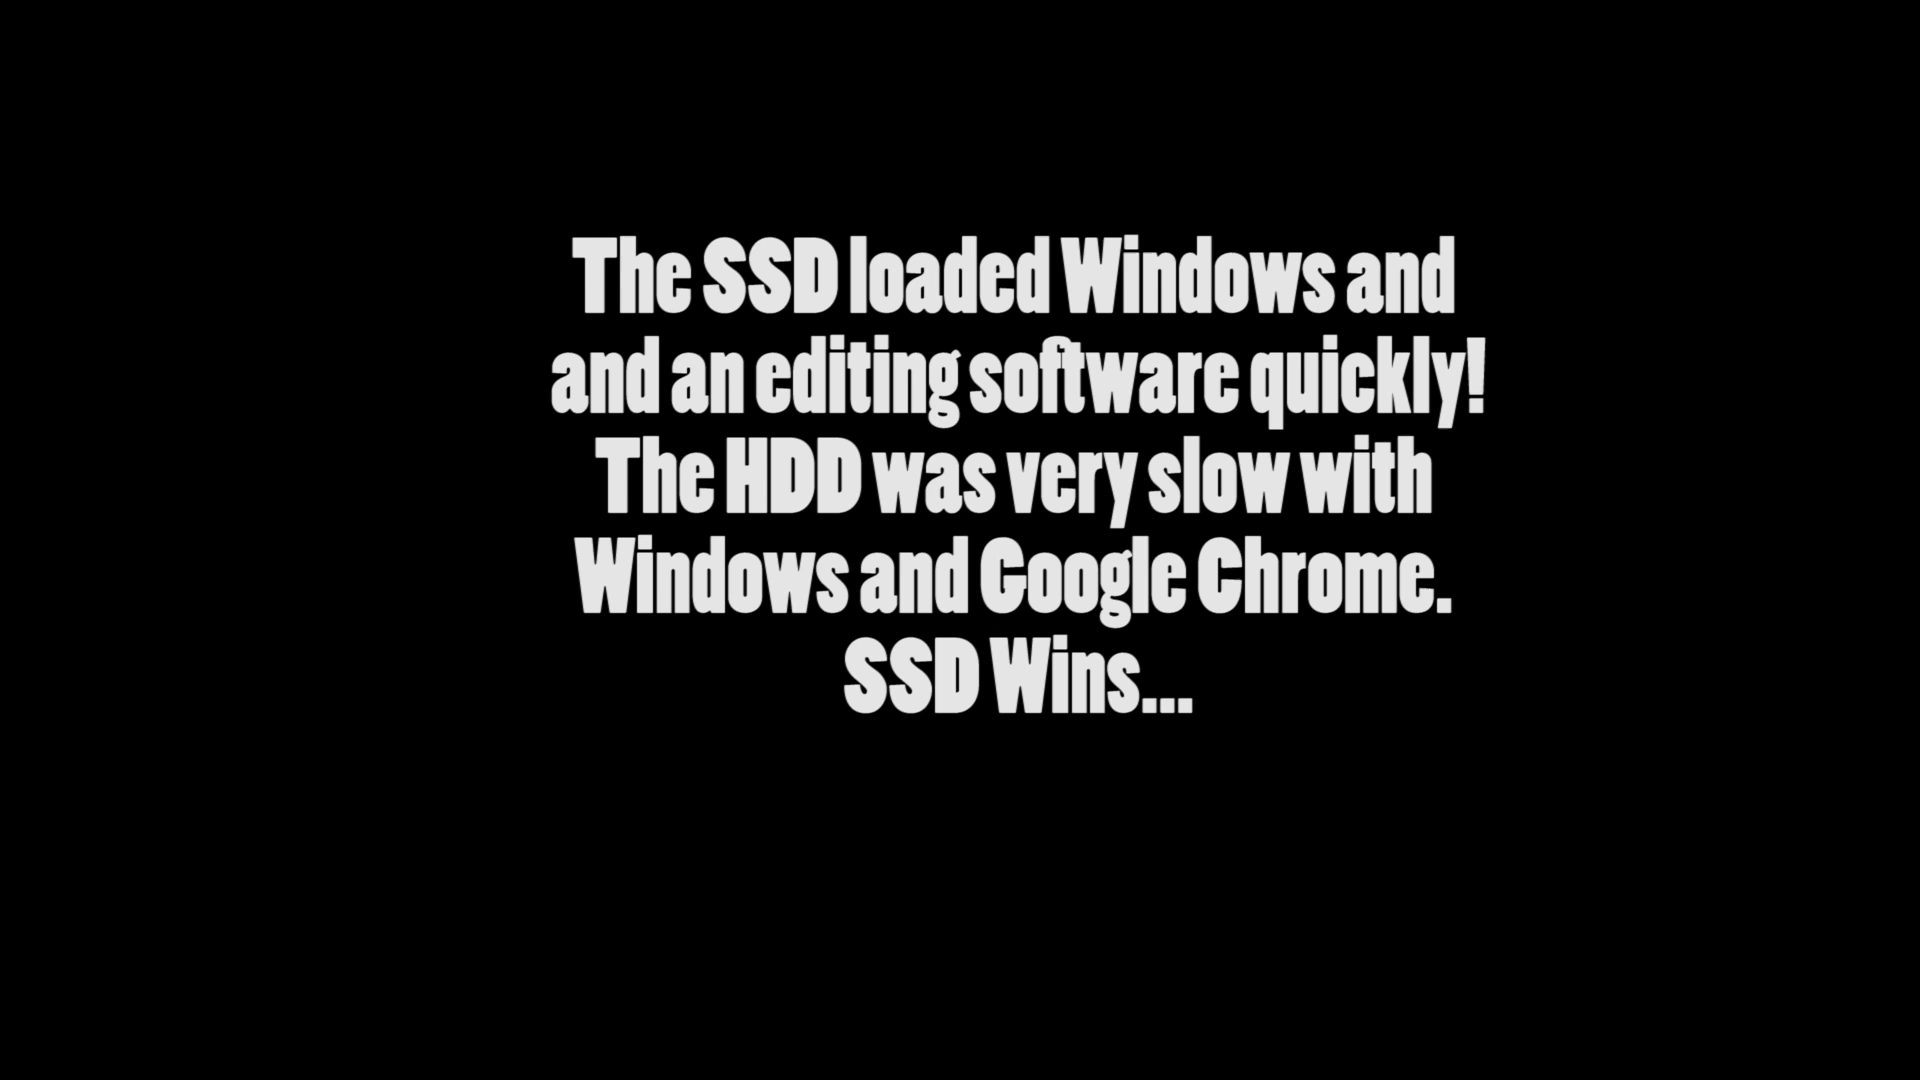 The SSD loaded Windows and
and an editing software quickly!
The HDD was very slow with
Windows and Google Chrome.
SSD Wins...